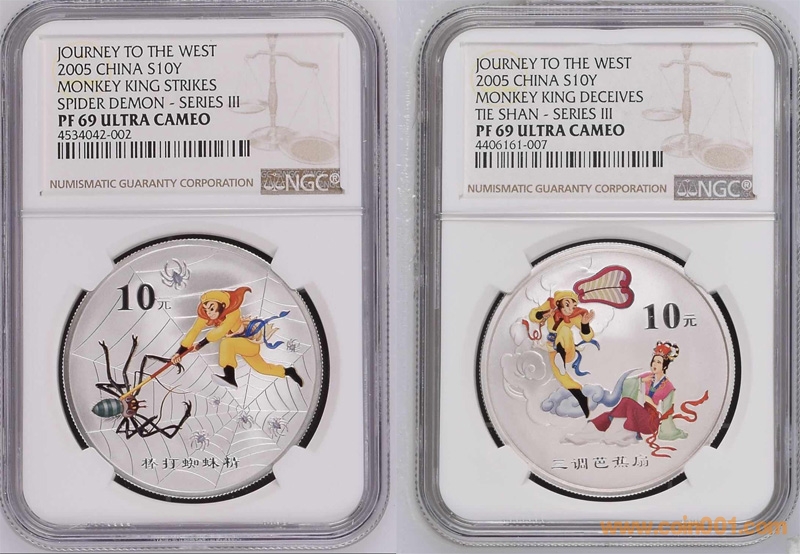 JOURNEY TO THE WEST
2005 CHINA S10Y
MONKEY KING STRIKES
SPIDER DEMON - SERIES III
PF 69 ULTRA CAMEO
4534042-002
NUMISMATIC GUARANTY CORPORATION NGC®
10元
棒打蜘蛛精
JOURNEY TO THE WEST
2005 CHINA S10Y
MONKEY KING DECEIVES
TIE SHAN - SERIES III
PF 69 ULTRA CAMEO
4406161-007
NUMISMATIC GUARANTY CORPORATION NGC®
10元
三调芭蕉扇
www.coin001.com